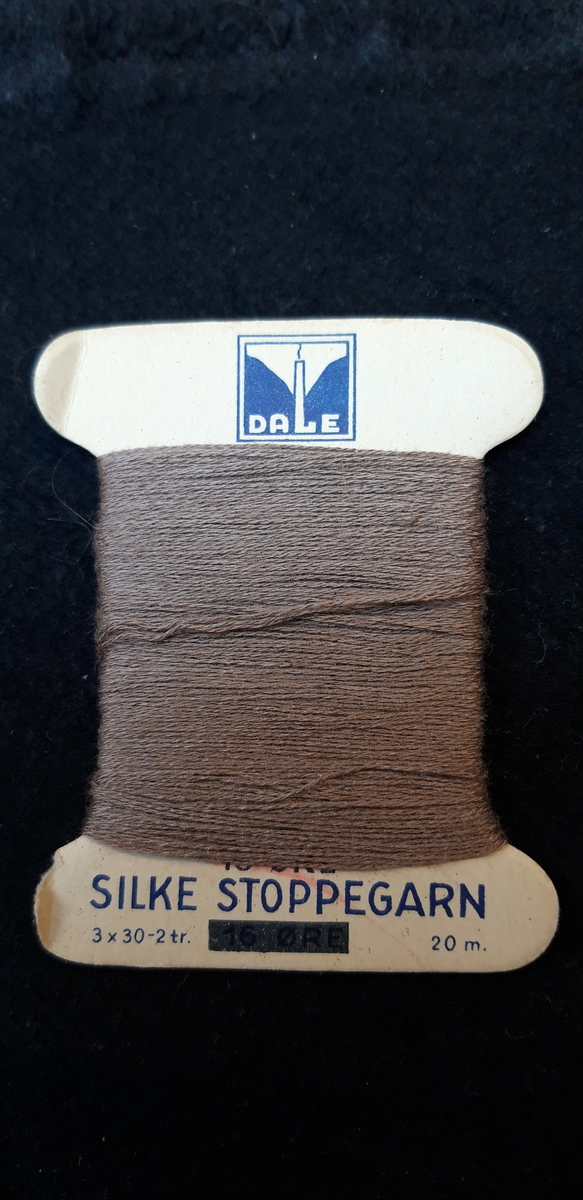 DALE
SILKE STOPPEGARN
3 x 30-2 tr. 16 ØRE 20 m.